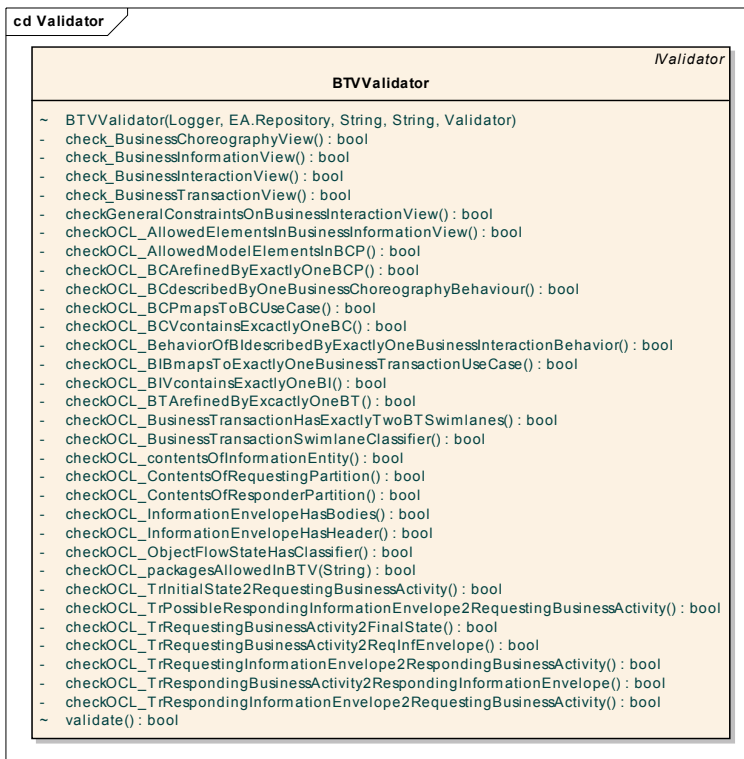 cd Validator
IValidator
BTVValidator
~ BTVValidator(Logger, EA.Repository, String, String, Validator)
- check_BusinessChoreographyView() : bool
- check_BusinessInformationView() : bool
- check_BusinessInteractionView() : bool
- check_BusinessTransactionView() : bool
- checkGeneralConstraintsOnBusinessInteractionView() : bool
- checkOCL_AllowedElementsInBusinessInformationView() : bool
- checkOCL_AllowedModelElementsInBCP() : bool
- checkOCL_BCArefinedByExactlyOneBCP() : bool
- checkOCL_BCdescribedByOneBusinessChoreographyBehaviour() : bool
- checkOCL_BCPmapsToBCUseCase() : bool
- checkOCL_BCVcontainsExcactlyOneBC() : bool
- checkOCL_BehaviorOfBIdescribedByExactlyOneBusinessInteractionBehavior() : bool
- checkOCL_BIBmapsToExactlyOneBusinessTransactionUseCase() : bool
- checkOCL_BIVcontainsExactlyOneBI() : bool
- checkOCL_BTArefinedByExcactlyOneBT() : bool
- checkOCL_BusinessTransactionHasExactlyTwoBTSwimlanes() : bool
- checkOCL_BusinessTransactionSwimlaneClassifier() : bool
- checkOCL_contentsOfInformationEntity() : bool
- checkOCL_ContentsOfRequestingPartition() : bool
- checkOCL_ContentsOfResponderPartition() : bool
- checkOCL_InformationEnvelopeHasBodies() : bool
- checkOCL_InformationEnvelopeHasHeader() : bool
- checkOCL_ObjectFlowStateHasClassifier() : bool
- checkOCL_packagesAllowedInBTV(String) : bool
- checkOCL_TrInitialState2RequestingBusinessActivity() : bool
- checkOCL_TrPossibleRespondingInformationEnvelope2RequestingBusinessActivity() : bool
- checkOCL_TrRequestingBusinessActivity2FinalState() : bool
- checkOCL_TrRequestingBusinessActivity2ReqInfEnvelope() : bool
- checkOCL_TrRequestingInformationEnvelope2RespondingBusinessActivity() : bool
- checkOCL_TrRespondingBusinessActivity2RespondingInformationEnvelope() : bool
- checkOCL_TrRespondingInformationEnvelope2RequestingBusinessActivity() : bool
~ validate() : bool